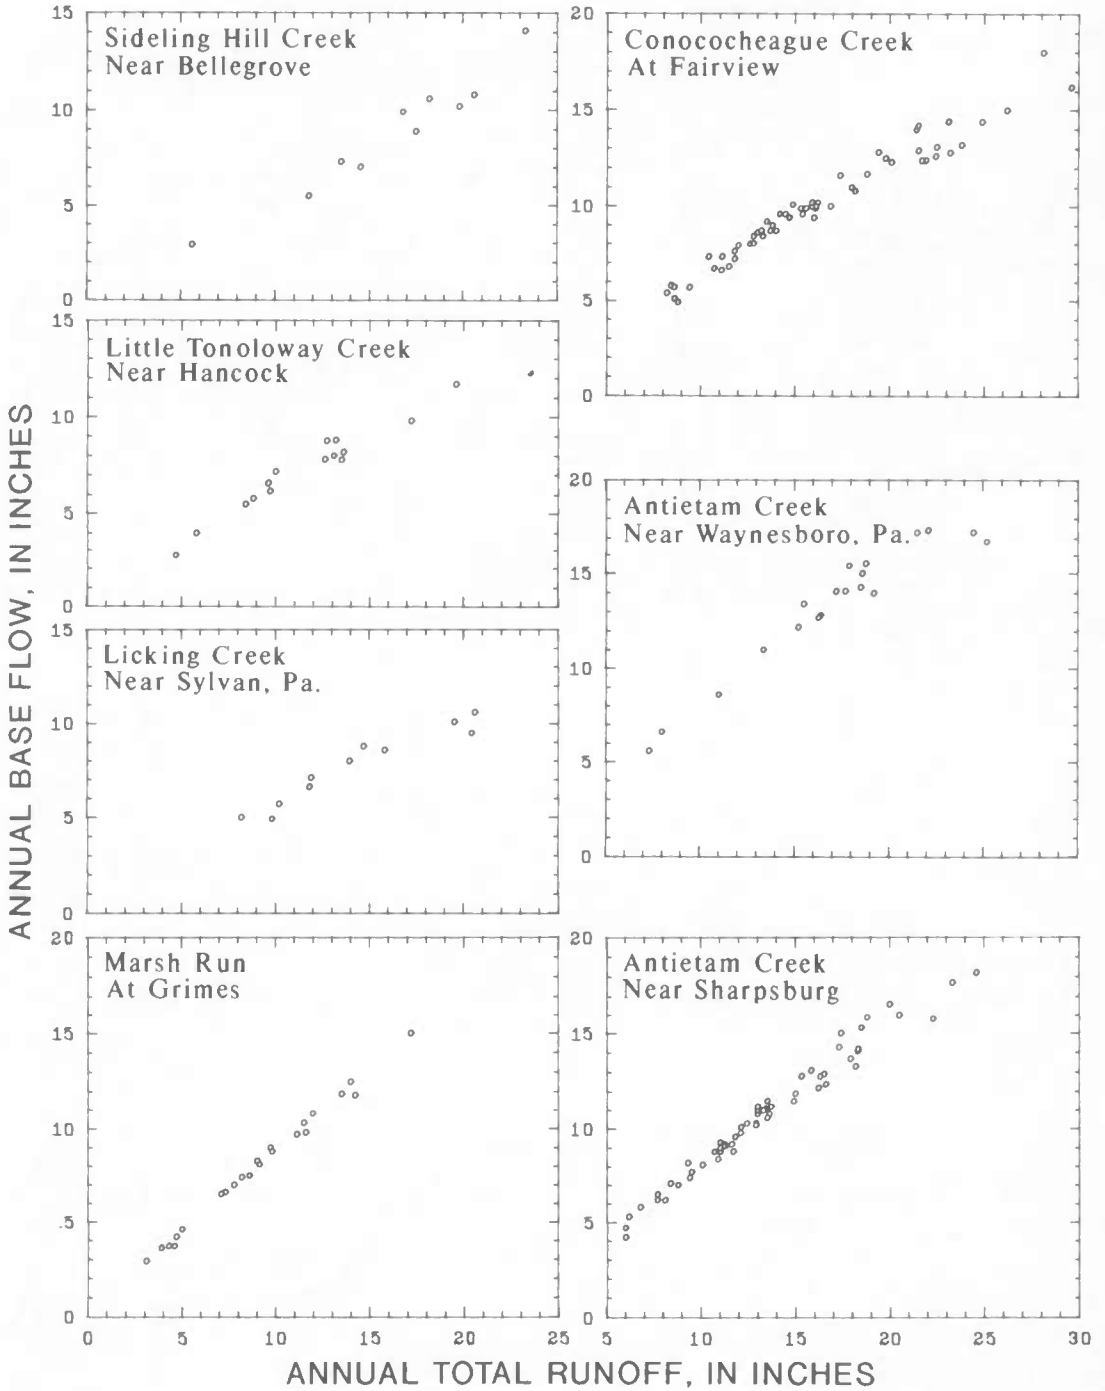 Sideling Hill Creek
Near Bellegrove
15
10
5
0
Little Tonoloway Creek
Near Hancock
15
10
5
0
Licking Creek
Near Sylvan, Pa.
15
10
5
0
Marsh Run
At Grimes
20
15
10
5
0
0 5 10 15 20 25
Conococheague Creek
At Fairview
20
15
10
5
0
Antietam Creek
Near Waynesboro, Pa.
20
15
10
5
0
Antietam Creek
Near Sharpsburg
20
15
10
5
0
5 10 15 20 25 30
ANNUAL BASE FLOW, IN INCHES
ANNUAL TOTAL RUNOFF, IN INCHES